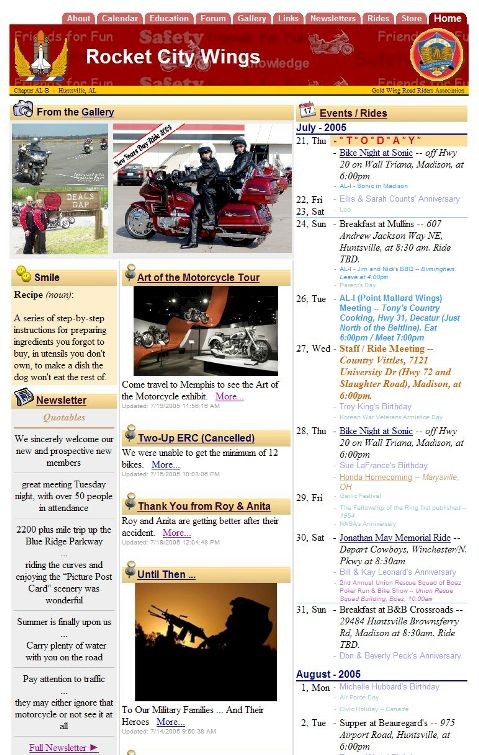 About Calendar Education Forum Gallery Links Newsletters Rides Store Home
Friends for Fun Safety Friends for Fun Safety Friend
Rocket City Wings
Knowledge
Chapter AL-B - Huntsville, AL
Gold Wing Road Riders Association
From the Gallery
New Years Day Ride 2005
DEALS GAP
Smile
Recipe (noun):
A series of step-by-step
instructions for preparing
ingredients you forgot to
buy, in utensils you don't
own, to make a dish the
dog won't eat the rest of.
Newsletter
Quotables
We sincerely welcome our
new and prospective new
members
great meeting Tuesday
night, with over 50 people
in attendance
2200 plus mile trip up the
Blue Ridge Parkway
...
riding the curves and
enjoying the "Picture Post
Card" scenery was
wonderful
Summer is finally upon us
...
Carry plenty of water
with you on the road
Pay attention to traffic
...
they may either ignore that
motorcycle or not see it at
all
Full Newsletter ►
Art of the Motorcycle Tour
Come travel to Memphis to see the Art of
the Motorcycle exhibit. More...
Updated: 7/19/2005 11:56:16 AM
Two-Up ERC (Cancelled)
We were unable to get the minimum of 12
bikes. More...
Updated: 7/15/2005 10:03:06 PM
Thank You from Roy & Anita
Roy and Anita are getting better after their
accident. More...
Updated: 7/18/2005 12:04:48 PM
Until Then ...
To Our Military Families ... And Their
Heroes More...
Updated: 7/14/2005 9:50:38 AM
Events / Rides
July - 2005
21, Thu - * "T" "O" "D" "A" "Y" *
- Bike Night at Sonic -- off Hwy
20 on Wall Triana, Madison, at
6:00pm
- AL-I - Sonic in Madison
22, Fri - Ellis & Sarah Counts' Anniversary
23, Sat - Leo
24, Sun - Breakfast at Mullins -- 607
Andrew Jackson Way NE,
Huntsville, at 8:30 am. Ride
TBD.
- AL-I - Jim and Nick's BBQ -- Birmingham.
Leave at 4:00pm
- Parent's Day
26, Tue - AL-I (Point Mallard Wings)
Meeting -- Tony's Country
Cooking, Hwy 31, Decatur (Just
North of the Beltline). Eat
6:00pm / Meet 7:00pm
27, Wed - Staff / Ride Meeting --
Country Vittles, 7121
University Dr (Hwy 72 and
Slaughter Road), Madison, at
6:00pm.
- Troy King's Birthday
- Korean War Veterans Armistice Day
28, Thu - Bike Night at Sonic -- off Hwy
20 on Wall Triana, Madison, at
6:00pm
- Sue LaFrance's Birthday
- Honda Homecoming -- Marysville,
OH
29, Fri - Garlic Festival
- The Fellowship of the Ring first published --
1954
- NASA's Anniversary
30, Sat - Jonathan May Memorial Ride --
Depart Cowboys, Winchester/N.
Pkwy at 8:30am
- Bill & Kay Leonard's Anniversary
- 2nd Annual Union Rescue Squad of Boaz
Poker Run & Bike Show -- Union Resue
Squad Building, Boaz, 10:00am
31, Sun - Breakfast at B&B Crossroads --
29484 Huntsville Brownsferry
Rd, Madison at 8:30am, Ride
TBD.
- Don & Beverly Peck's Anniversary
August - 2005
1, Mon - Michelle Hubbard's Birthday
- Air Force Day
- Civic Holiday -- Canada
2, Tue - Supper at Beauregard's -- 975
Airport Road, Huntsville, at
6:00pm